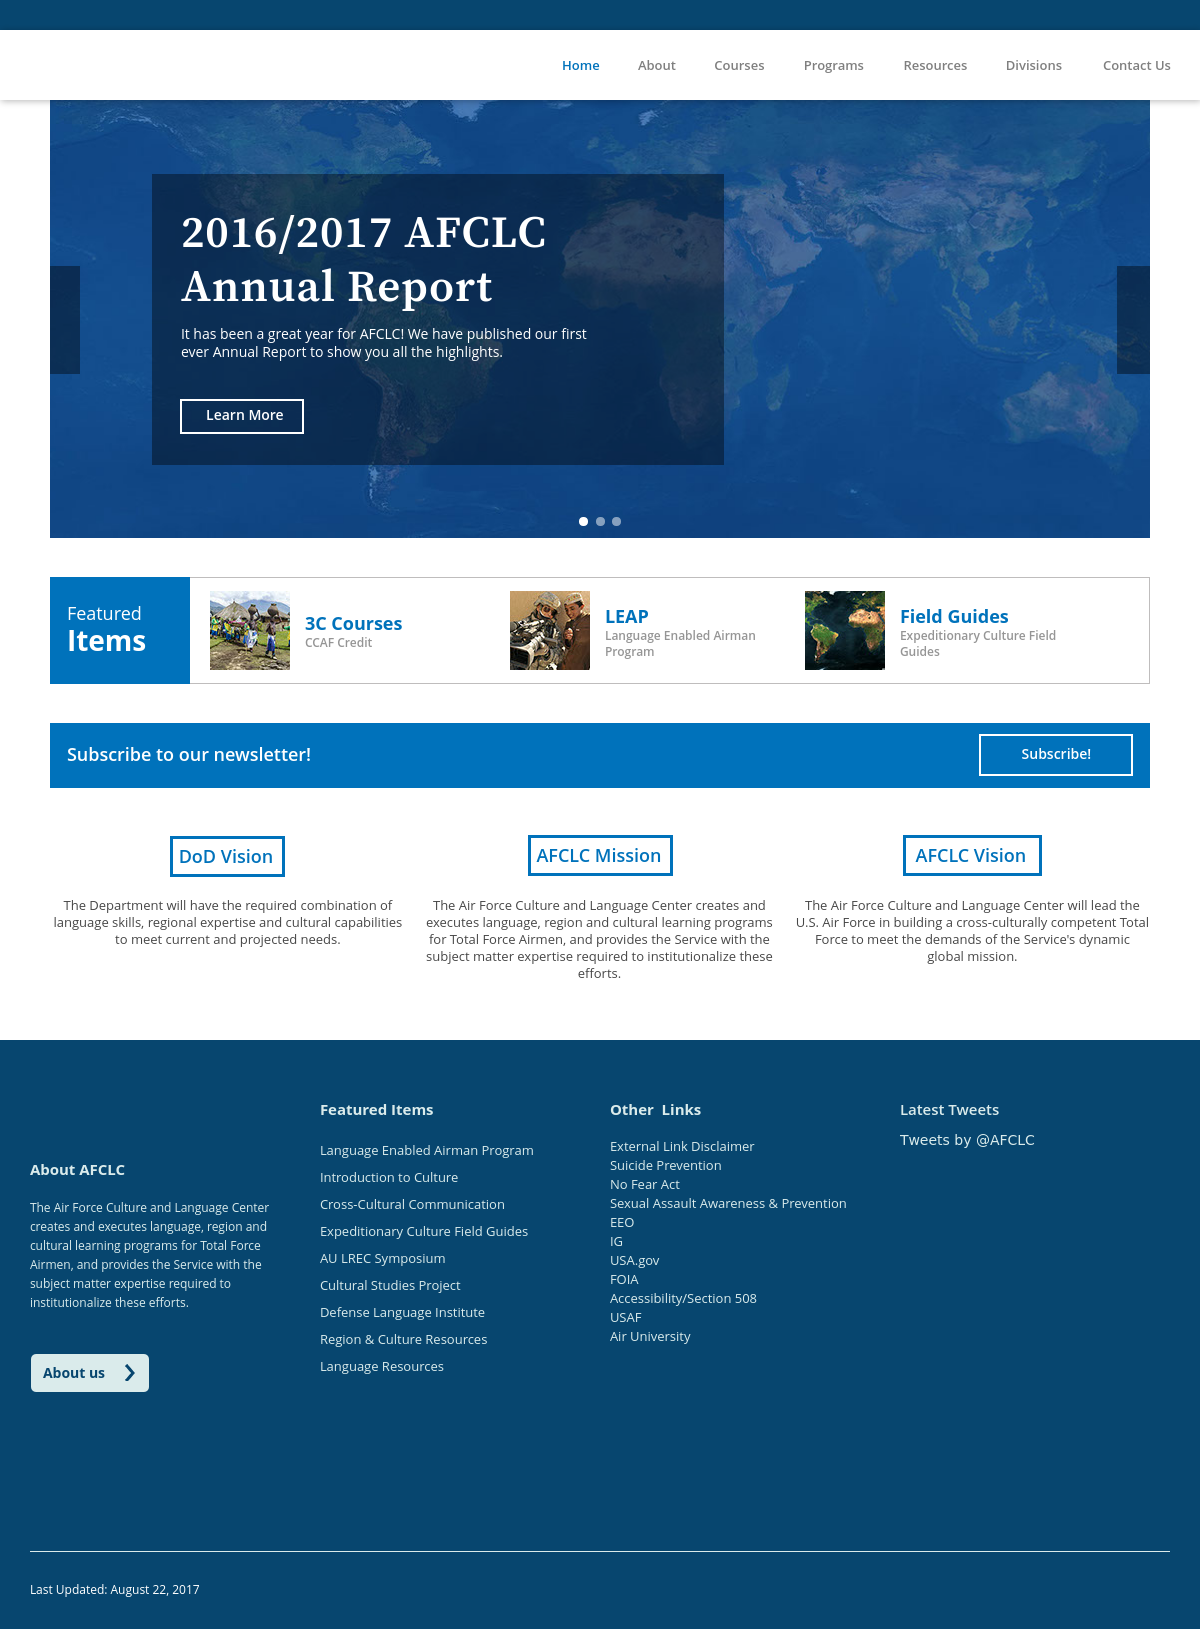 Home About Courses Programs Resources Divisions Contact Us
2016/2017 AFCLC
Annual Report
It has been a great year for AFCLC! We have published our first
ever Annual Report to show you all the highlights.
Learn More
Featured
Items
3C Courses
CCAF Credit
LEAP
Language Enabled Airman
Program
Field Guides
Expeditionary Culture Field
Guides
Subscribe to our newsletter!
Subscribe!
DoD Vision
The Department will have the required combination of
language skills, regional expertise and cultural capabilities
to meet current and projected needs.
AFCLC Mission
The Air Force Culture and Language Center creates and
executes language, region and cultural learning programs
for Total Force Airmen, and provides the Service with the
subject matter expertise required to institutionalize these
efforts.
AFCLC Vision
The Air Force Culture and Language Center will lead the
U.S. Air Force in building a cross-culturally competent Total
Force to meet the demands of the Service's dynamic
global mission.
About AFCLC
The Air Force Culture and Language Center
creates and executes language, region and
cultural learning programs for Total Force
Airmen, and provides the Service with the
subject matter expertise required to
institutionalize these efforts.
About us
Featured Items
Language Enabled Airman Program
Introduction to Culture
Cross-Cultural Communication
Expeditionary Culture Field Guides
AU LREC Symposium
Cultural Studies Project
Defense Language Institute
Region & Culture Resources
Language Resources
Other Links
External Link Disclaimer
Suicide Prevention
No Fear Act
Sexual Assault Awareness & Prevention
EEO
IG
USA.gov
FOIA
Accessibility/Section 508
USAF
Air University
Latest Tweets
Tweets by @AFCLC
Last Updated: August 22, 2017